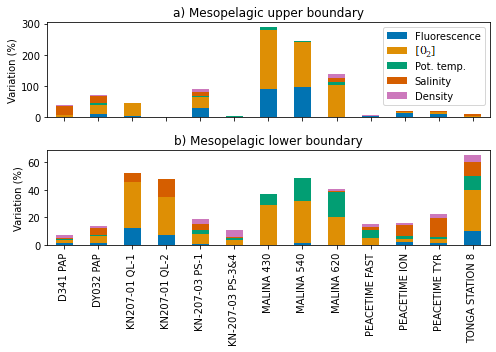 a) Mesopelagic upper boundary
300
200
100
0
Variation (%)
Fluorescence
[O₂]
Pot. temp.
Salinity
Density
b) Mesopelagic lower boundary
60
40
20
0
Variation (%)
D341 PAP
DY032 PAP
KN207-01 QL-1
KN207-01 QL-2
KN-207-03 PS-1
KN-207-03 PS-3&4
MALINA 430
MALINA 540
MALINA 620
PEACETIME FAST
PEACETIME ION
PEACETIME TYR
TONGA STATION 8